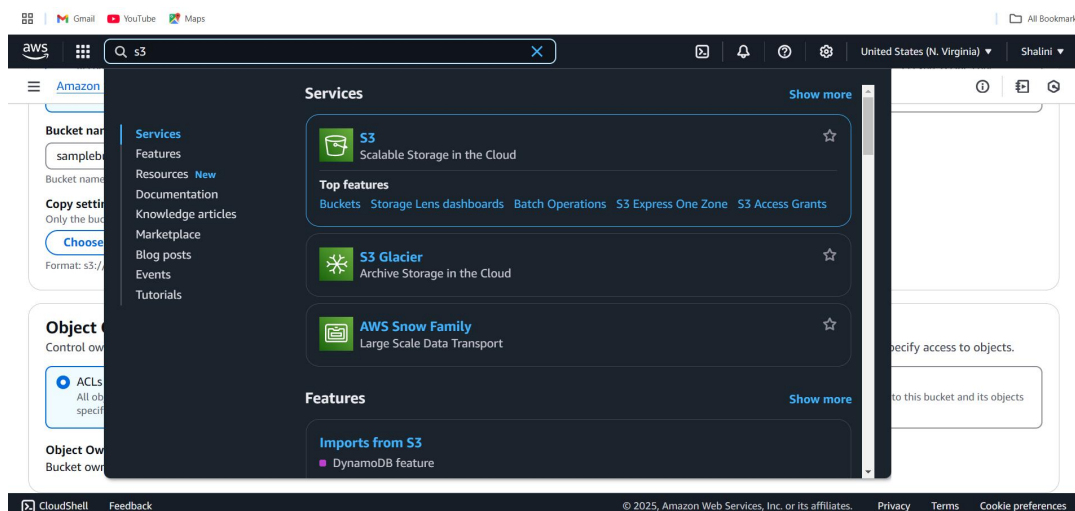 Gmail YouTube Maps All Bookmark
aws s3 United States (N. Virginia) ▼ Shalini ▼
Amazon
Services Show more
Services
Features
Resources New
Documentation
Knowledge articles
Marketplace
Blog posts
Events
Tutorials
S3
Scalable Storage in the Cloud
Top features
Buckets Storage Lens dashboards Batch Operations S3 Express One Zone S3 Access Grants
S3 Glacier
Archive Storage in the Cloud
AWS Snow Family
Large Scale Data Transport
Features Show more
Imports from S3
DynamoDB feature
Bucket nar
samplebu
Bucket name
Copy settin
Only the buc
Choose
Format: s3://
Object
Control ow
ecify access to objects.
ACLs
All ob
specif
to this bucket and its objects
Object Ow
Bucket own
CloudShell Feedback © 2025, Amazon Web Services, Inc. or its affiliates. Privacy Terms Cookie preferences